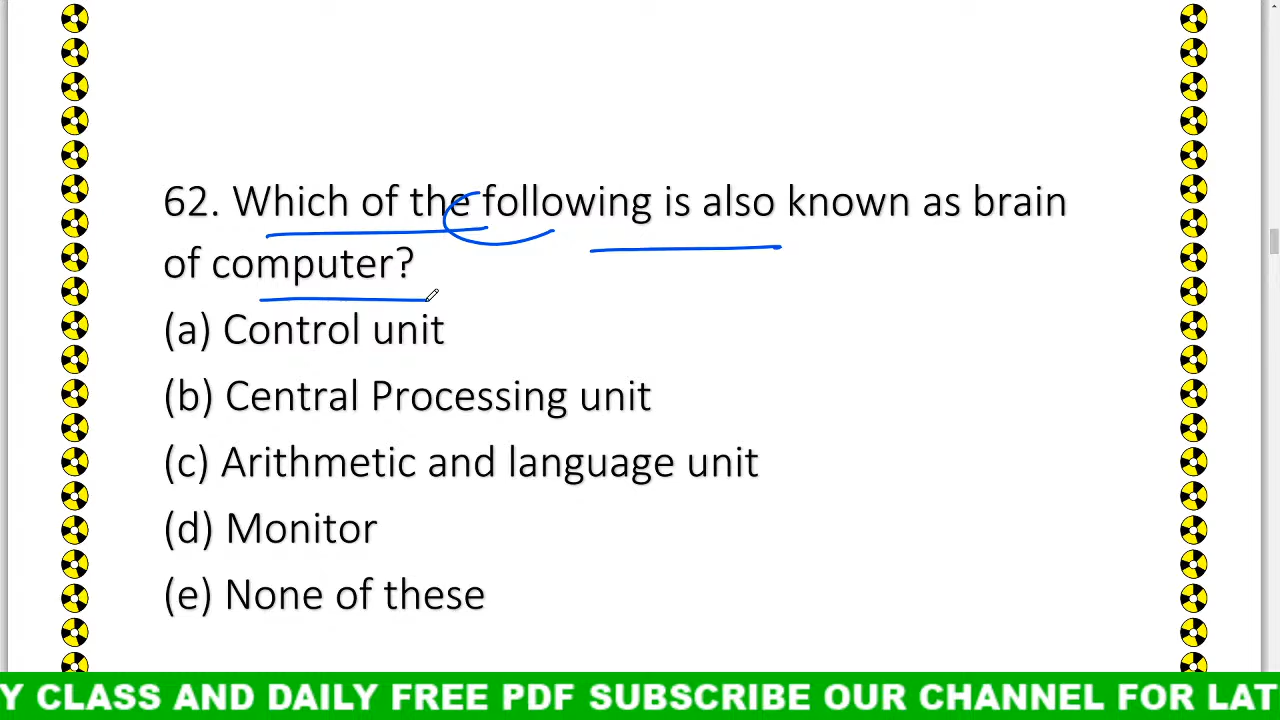 62. Which of the following is also known as brain
of computer?
(a) Control unit
(b) Central Processing unit
(c) Arithmetic and language unit
(d) Monitor
(e) None of these
Y CLASS AND DAILY FREE PDF SUBSCRIBE OUR CHANNEL FOR LAT